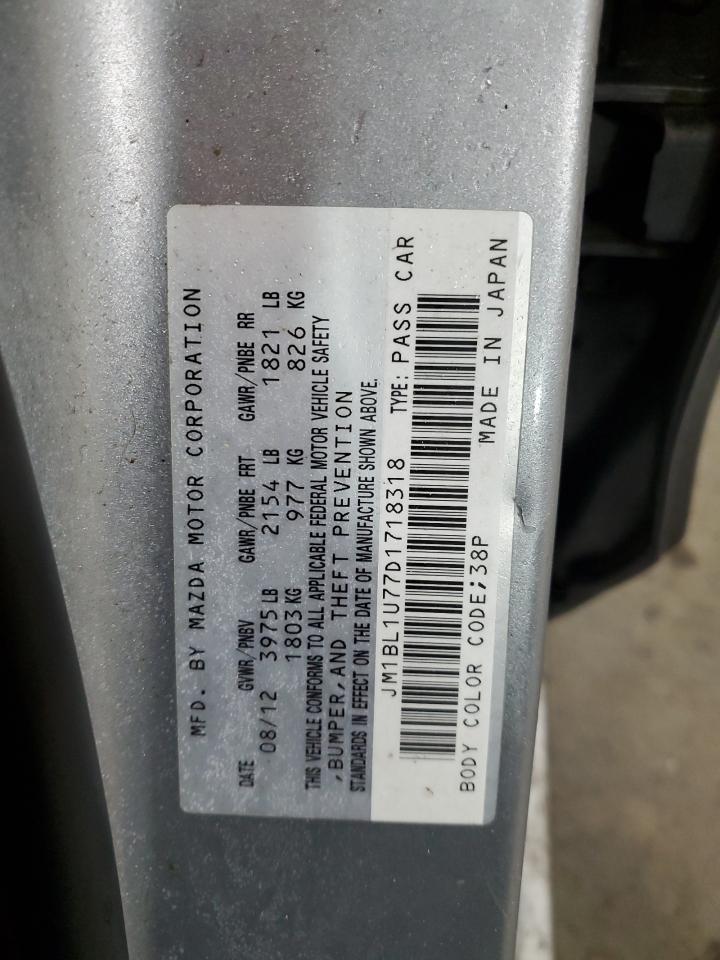 MFD. BY MAZDA MOTOR CORPORATION
DATE GVWR/PNBV GAWR/PNBE FRT GAWR/PNBE RR
08/12 3975 LB 2154 LB 1821 LB
1803 KG 977 KG 826 KG
THIS VEHICLE CONFORMS TO ALL APPLICABLE FEDERAL MOTOR VEHICLE SAFETY
,BUMPER,AND THEFT PREVENTION
STANDARDS IN EFFECT ON THE DATE OF MANUFACTURE SHOWN ABOVE.
JM1BL1U77D1718318 TYPE: PASS CAR
BODY COLOR CODE;38P MADE IN JAPAN